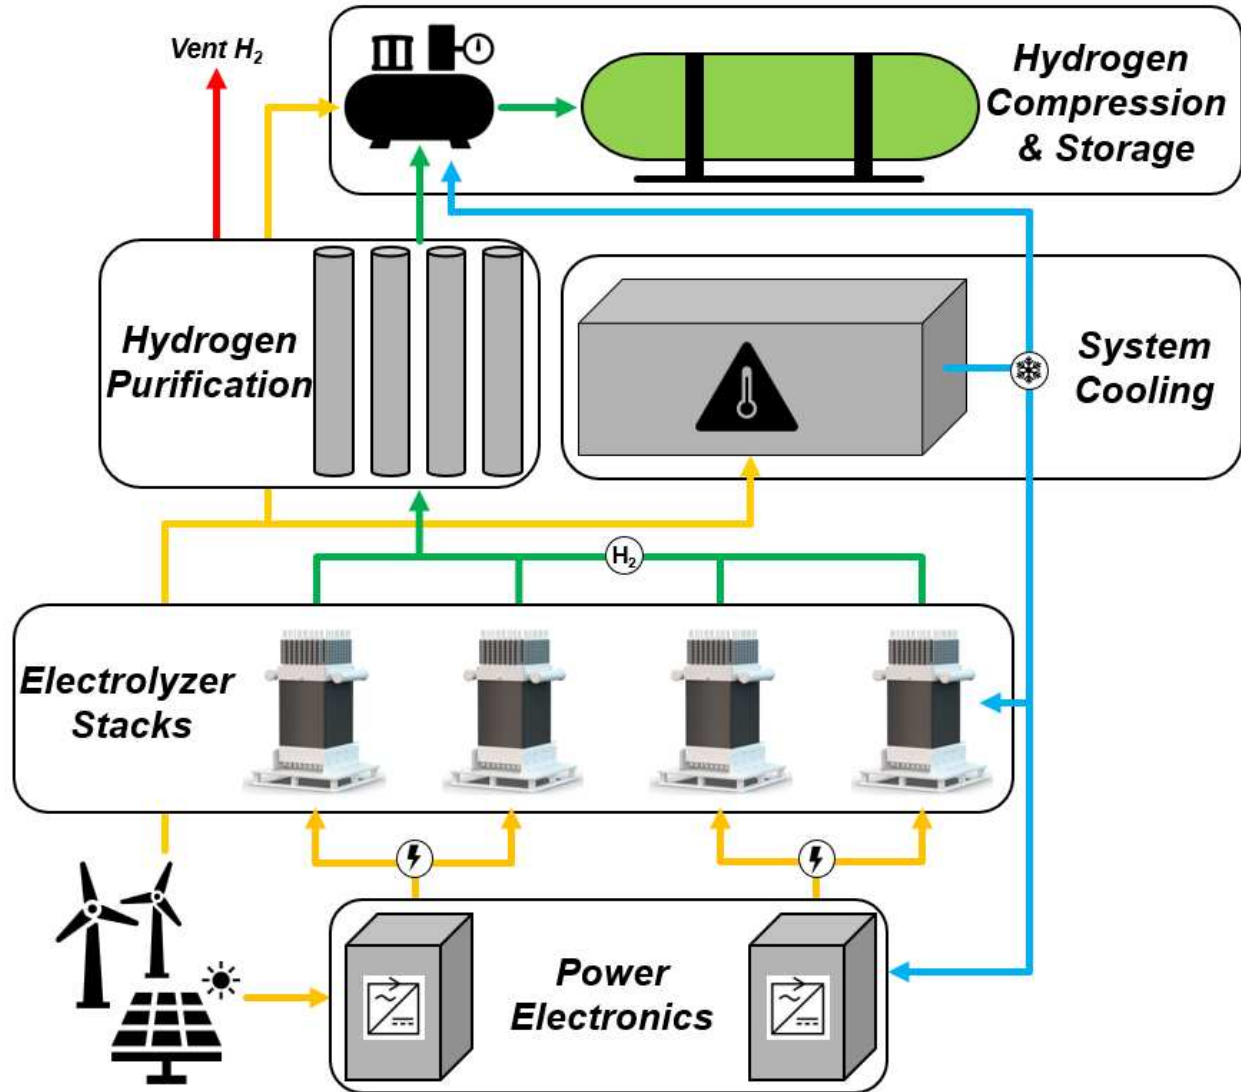 Vent H₂
Hydrogen
Compression
& Storage
Hydrogen
Purification
System
Cooling
H₂
Electrolyzer
Stacks
Power
Electronics